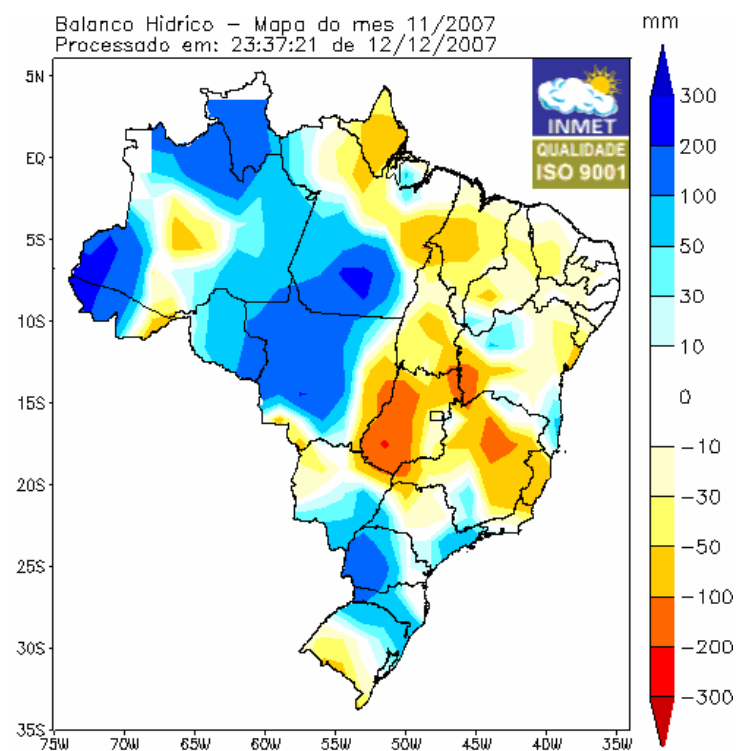 Balanco Hidrico – Mapa do mes 11/2007
Processado em: 23:37:21 de 12/12/2007
mm
INMET
QUALIDADE
ISO 9001
5N
EQ
5S
10S
15S
20S
25S
30S
35S
75W 70W 65W 60W 55W 50W 45W 40W 35W
300
200
100
50
30
10
0
−10
−30
−50
−100
−200
−300